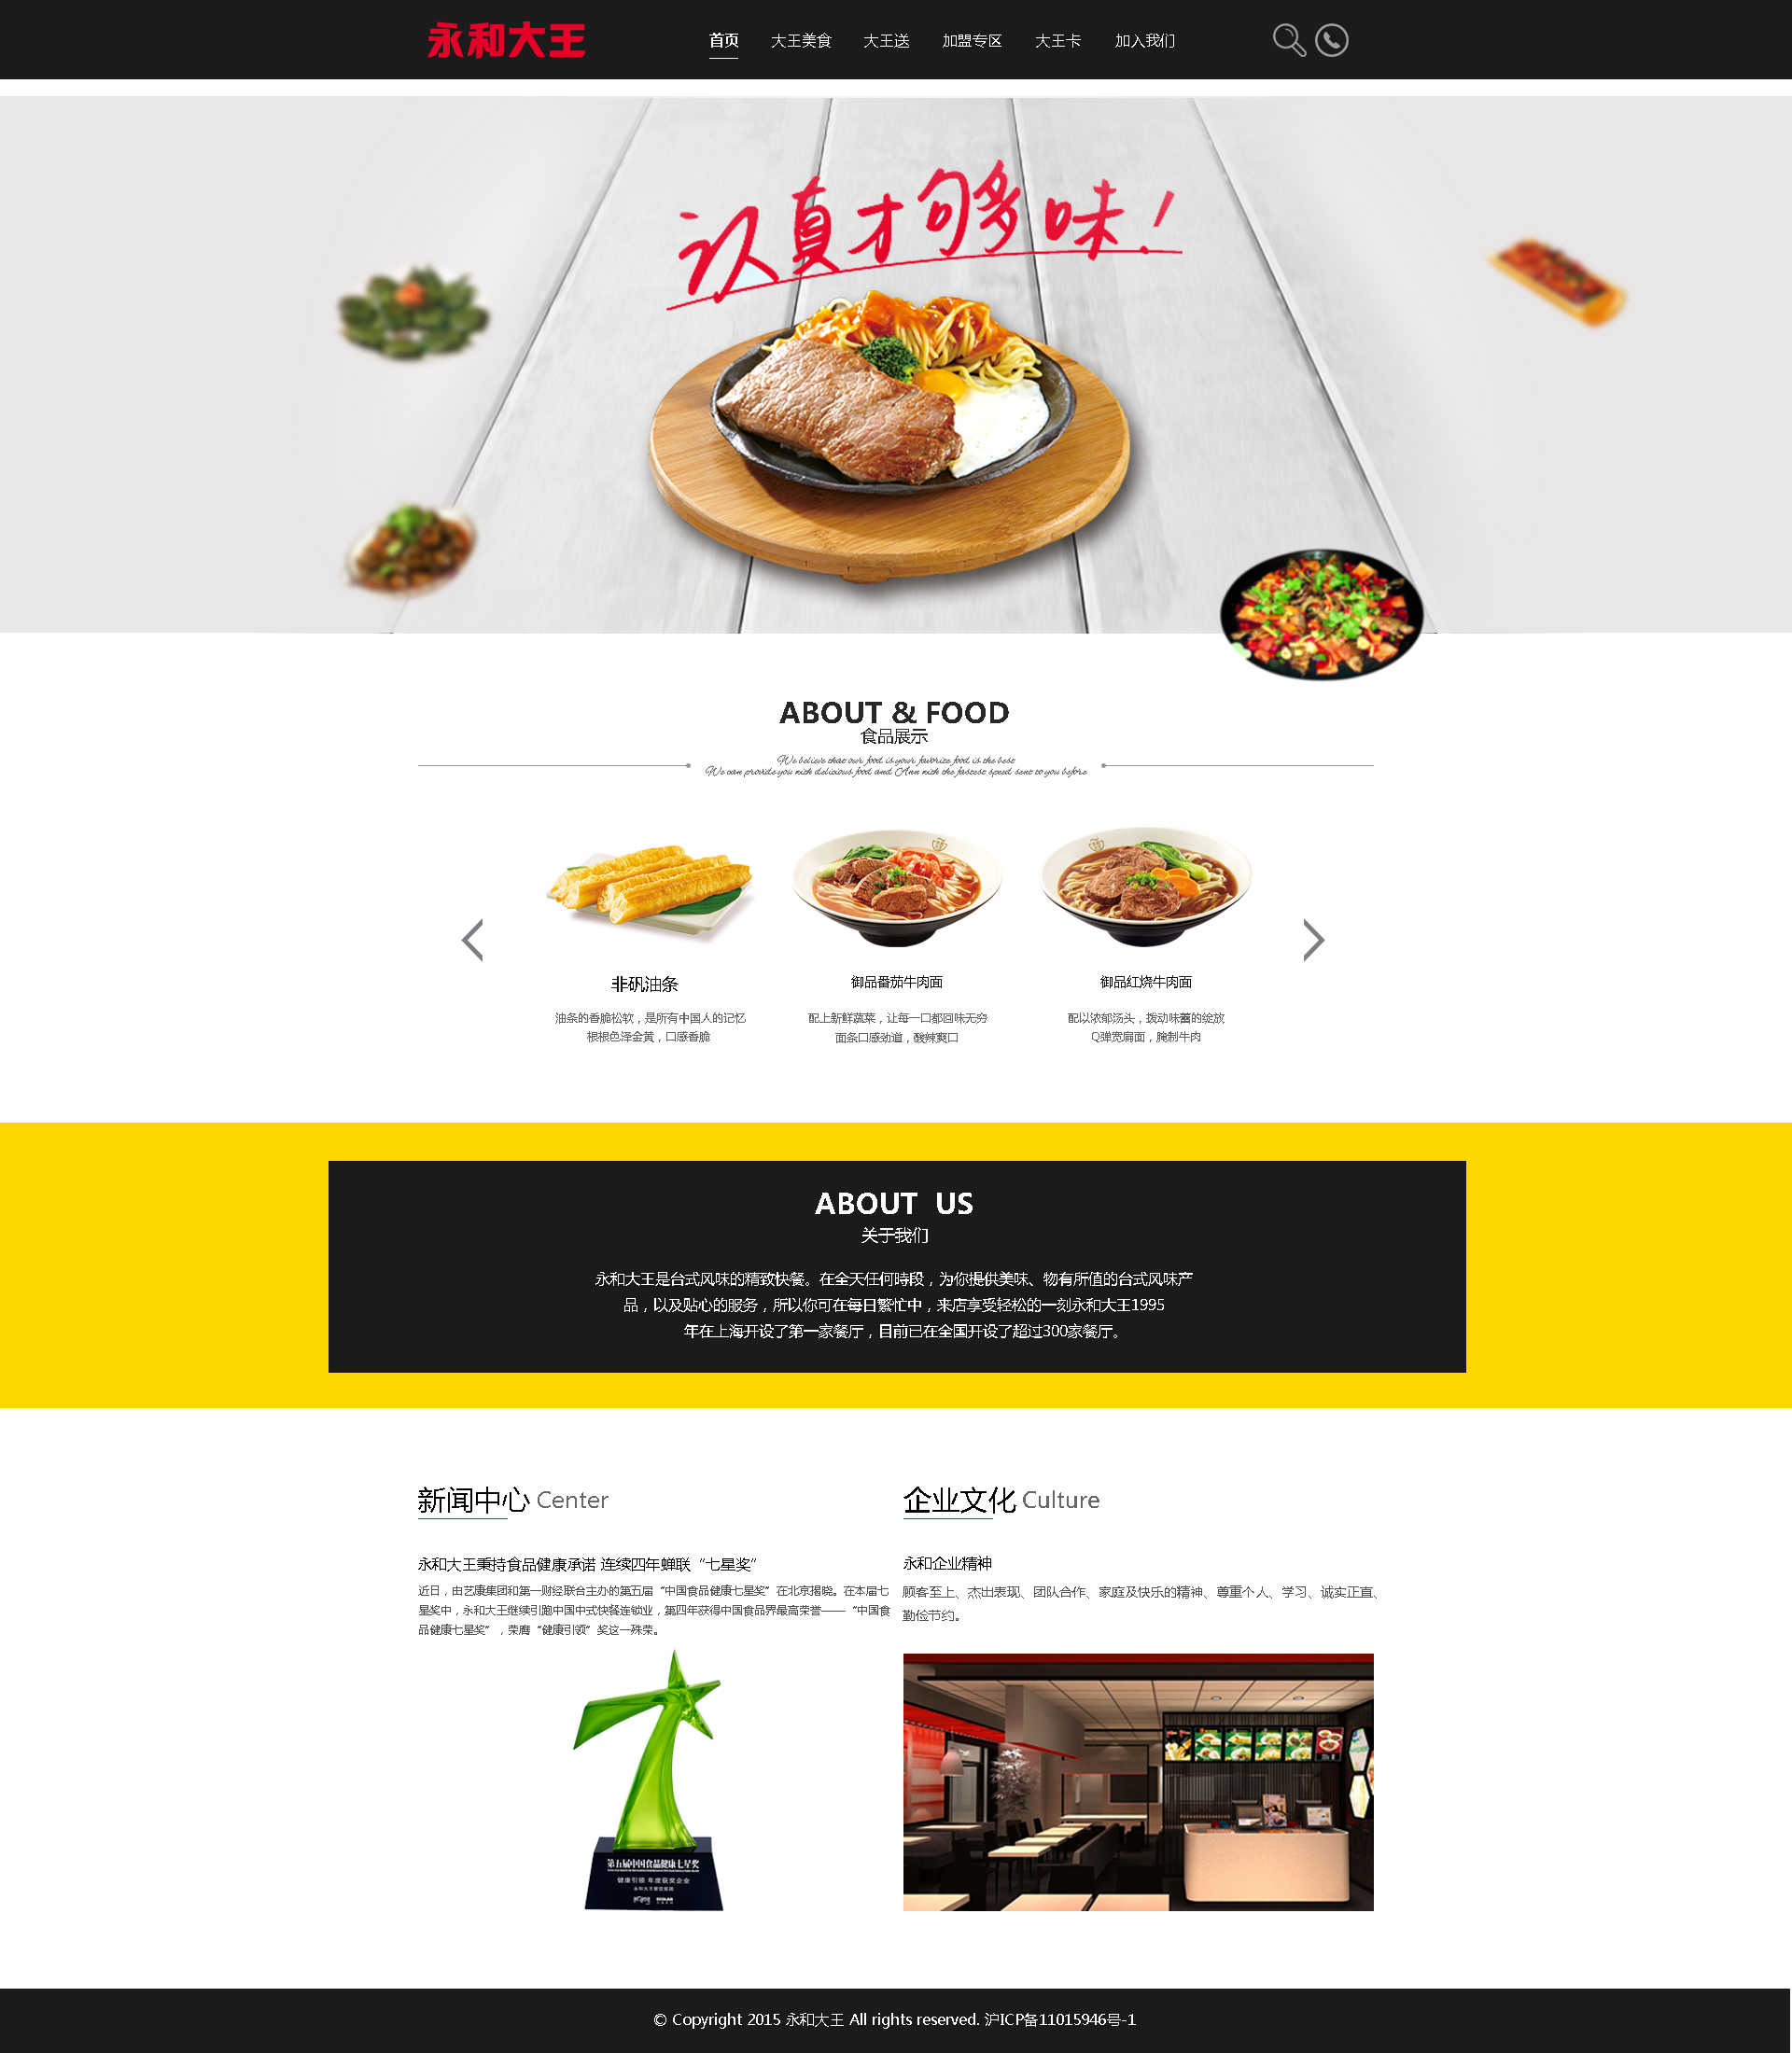 永和大王
首页 大王美食 大王送 加盟专区 大王卡 加入我们
认真才够味!
ABOUT & FOOD
食品展示
We believe that our food is your favorite food is the best
We can provide you with delicious food and Ann with the fastest speed sent to you before
非矾油条
油条的香脆松软，是所有中国人的记忆
根根色泽金黄，口感香脆
御品番茄牛肉面
配上新鲜蔬菜，让每一口都回味无穷
面条口感劲道，酸辣爽口
御品红烧牛肉面
配以浓郁汤头，拨动味蕾的绽放
Q弹宽扁面，腌制牛肉
ABOUT US
关于我们
永和大王是台式风味的精致快餐。在全天任何時段，为你提供美味、物有所值的台式风味产
品，以及贴心的服务，所以你可在每日繁忙中，来店享受轻松的一刻永和大王1995
年在上海开设了第一家餐厅，目前已在全国开设了超过300家餐厅。
新闻中心 Center
永和大王秉持食品健康承诺 连续四年蝉联“七星奖”
近日，由艺康集团和第一财经联合主办的第五届“中国食品健康七星奖”在北京揭晓。在本届七
星奖中，永和大王继续引跑中国中式快餐连锁业，第四年获得中国食品界最高荣誉——“中国食
品健康七星奖”，荣膺“健康引领”奖这一殊荣。
第五届中国食品健康七星奖
健康引领 年度获奖企业
永和大王餐饮集团
ECOLAB
企业文化 Culture
永和企业精神
顾客至上、杰出表现、团队合作、家庭及快乐的精神、尊重个人、学习、诚实正直、
勤俭节约。
© Copyright 2015 永和大王 All rights reserved. 沪ICP备11015946号-1